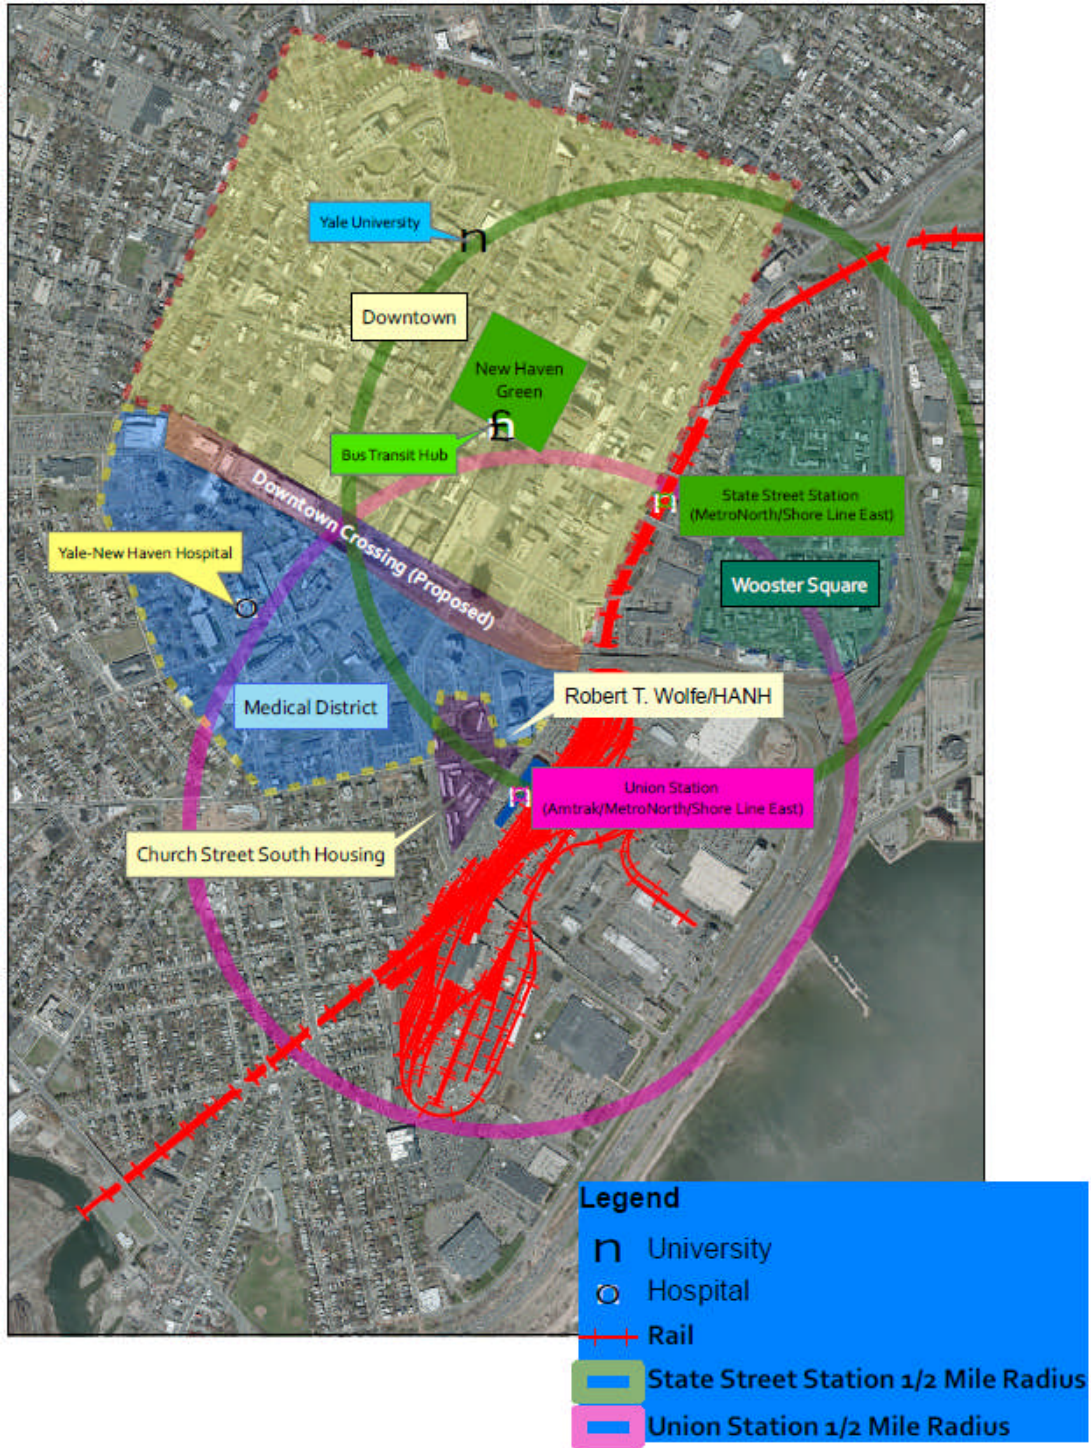 Yale University
n
Downtown
New Haven
Green
£
n
Bus Transit Hub
Downtown Crossing (Proposed)
State Street Station
(MetroNorth/Shore Line East)
n
Yale-New Haven Hospital
Wooster Square
Medical District
Robert T. Wolfe/HANH
Union Station
(Amtrak/MetroNorth/Shore Line East)
n
Church Street South Housing
Legend
n University
Hospital
Rail
State Street Station 1/2 Mile Radius
Union Station 1/2 Mile Radius